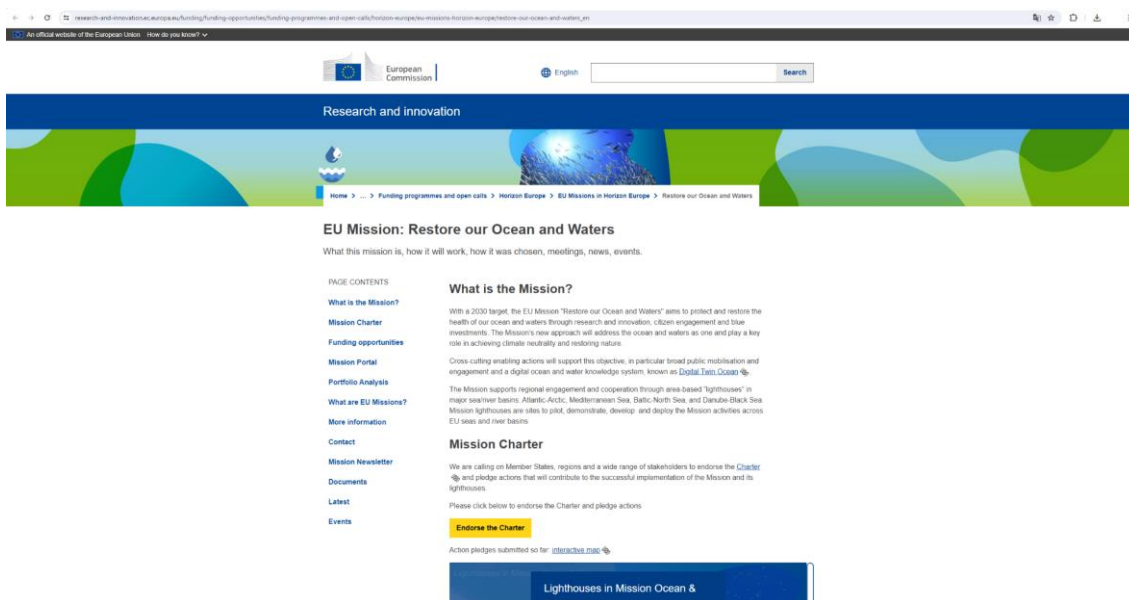 research-and-innovation.ec.europa.eu/funding/funding-opportunities/funding-programmes-and-open-calls/horizon-europe/eu-missions-horizon-europe/restore-our-ocean-and-waters_en
An official website of the European Union How do you know?
European
Commission
English
Search
Research and innovation
Home > ... > Funding programmes and open calls > Horizon Europe > EU Missions in Horizon Europe > Restore our Ocean and Waters
EU Mission: Restore our Ocean and Waters
What this mission is, how it will work, how it was chosen, meetings, news, events.
PAGE CONTENTS
What is the Mission?
Mission Charter
Funding opportunities
Mission Portal
Portfolio Analysis
What are EU Missions?
More information
Contact
Mission Newsletter
Documents
Latest
Events
What is the Mission?
With a 2030 target, the EU Mission "Restore our Ocean and Waters" aims to protect and restore the
health of our ocean and waters through research and innovation, citizen engagement and blue
investments. The Mission's new approach will address the ocean and waters as one and play a key
role in achieving climate neutrality and restoring nature.
Cross-cutting enabling actions will support this objective, in particular broad public mobilisation and
engagement and a digital ocean and water knowledge system, known as Digital Twin Ocean
The Mission supports regional engagement and cooperation through area-based "lighthouses" in
major sea/river basins: Atlantic-Arctic, Mediterranean Sea, Baltic-North Sea, and Danube-Black Sea.
Mission lighthouses are sites to pilot, demonstrate, develop and deploy the Mission activities across
EU seas and river basins
Mission Charter
We are calling on Member States, regions and a wide range of stakeholders to endorse the Charter
and pledge actions that will contribute to the successful implementation of the Mission and its
lighthouses.
Please click below to endorse the Charter and pledge actions
Endorse the Charter
Action pledges submitted so far: interactive map
Lighthouses in Mission Ocean &